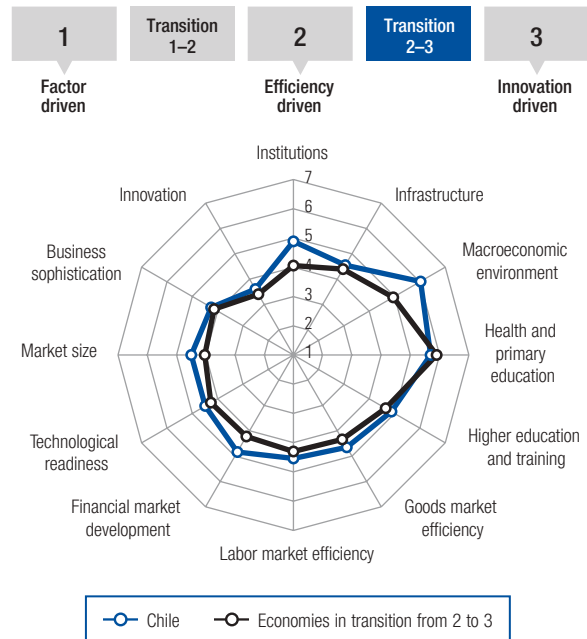 1
Transition
1–2
2
Transition
2–3
3
Factor
driven
Efficiency
driven
Innovation
driven
Institutions
Innovation
Infrastructure
Business
sophistication
Macroeconomic
environment
Market size
Health and
primary
education
Technological
readiness
Higher education
and training
Financial market
development
Goods market
efficiency
Labor market efficiency
7
6
5
4
3
2
1
Chile
Economies in transition from 2 to 3